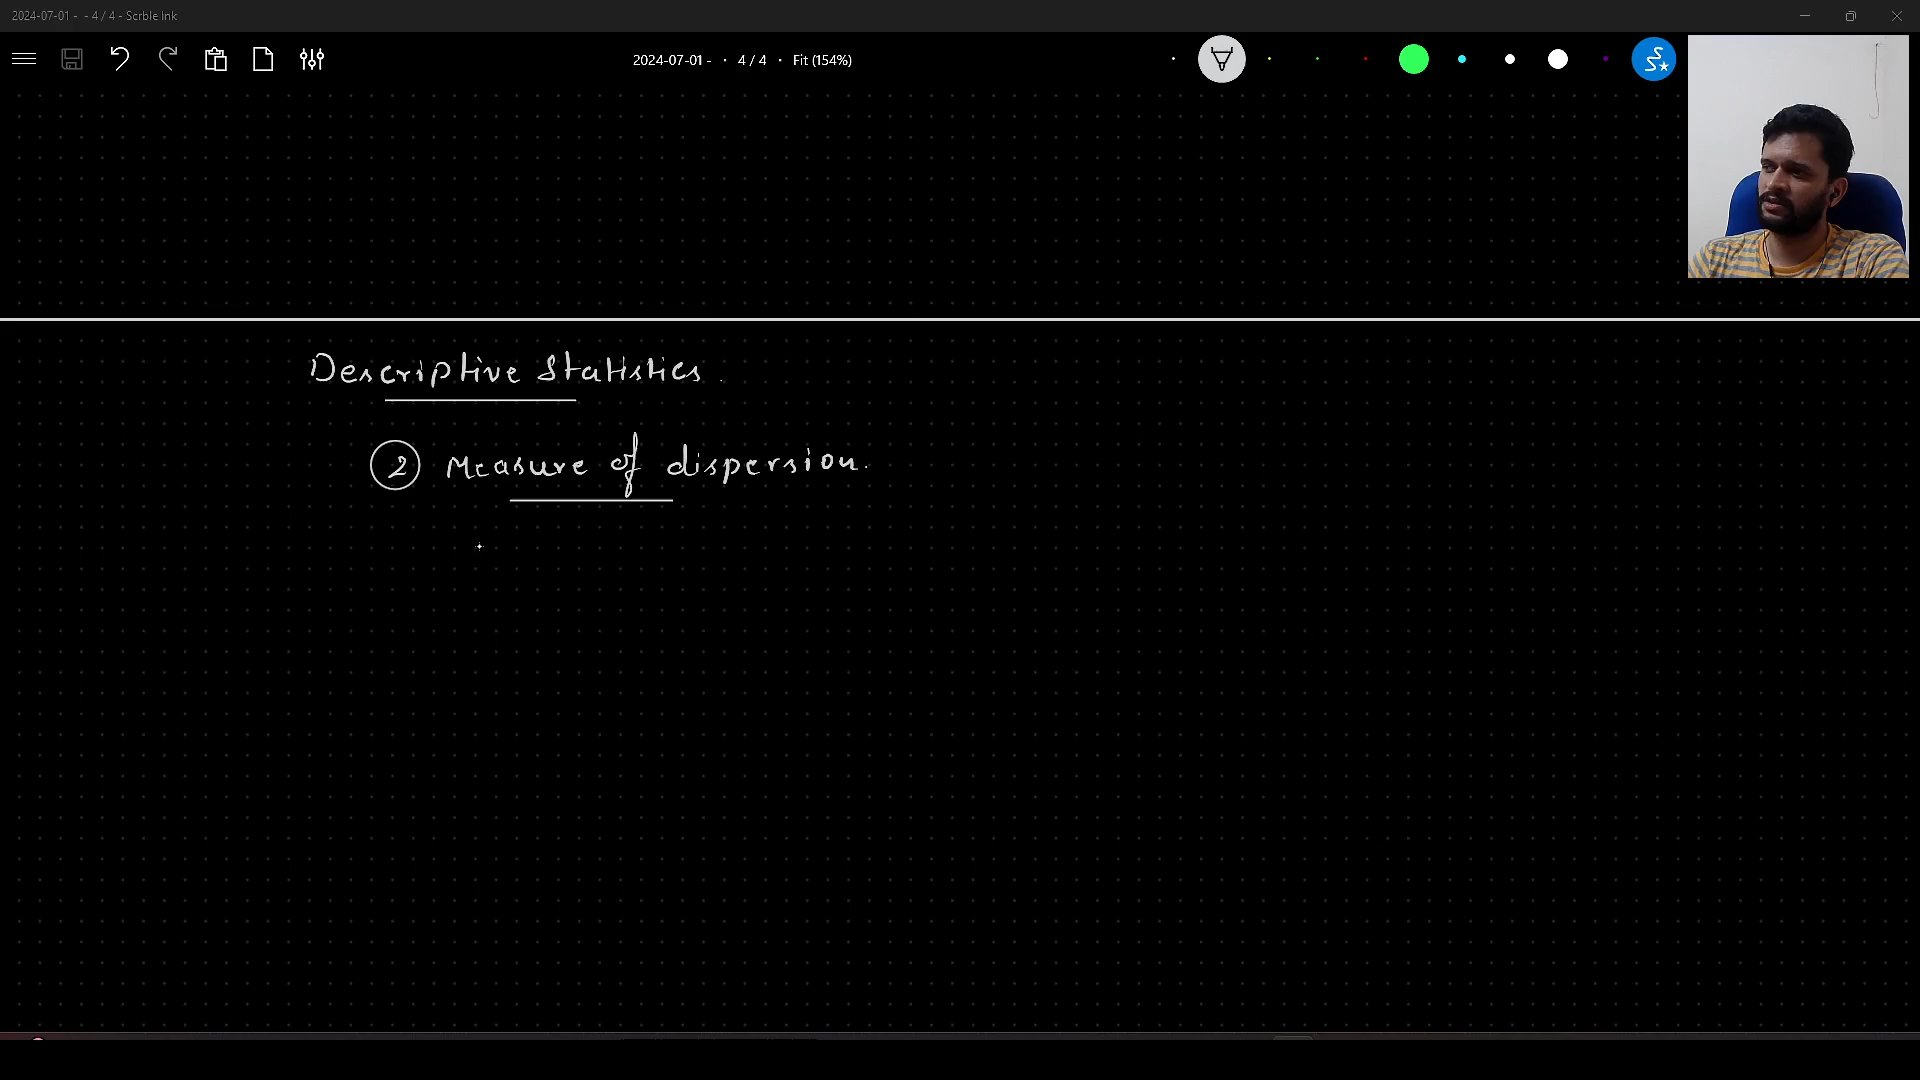 2024-07-01 - - 4 / 4 - Scrble Ink
2024-07-01 - · 4 / 4 · Fit (154%)
Descriptive Statistics.
2 Measure of dispersion.